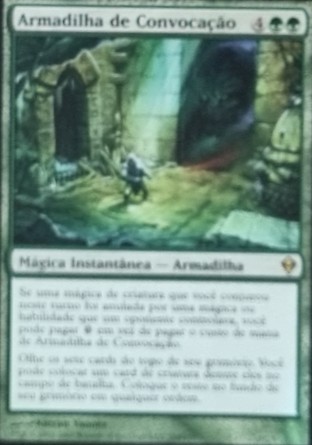 Armadilha de Convocação 4
Mágica Instantânea — Armadilha
Se uma mágica de criatura que você conjurou
neste turno foi anulada por uma mágica ou
habilidade que um oponente controlava, você
pode pagar em vez de pagar o custo de mana
de Armadilha de Convocação.
Olhe os sete cards do topo de seu grimório. Você
pode colocar um card de criatura dentre eles no
campo de batalha. Coloque o resto no fundo de
seu grimório em qualquer ordem.